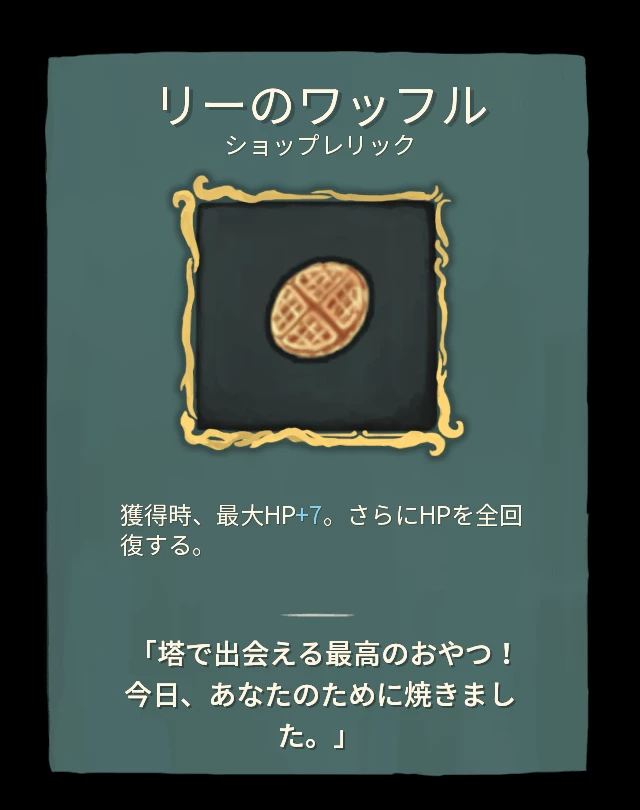 リーのワッフル
ショップレリック
獲得時、最大HP+7。さらにHPを全回
復する。
「塔で出会える最高のおやつ！
今日、あなたのために焼きまし
た。」